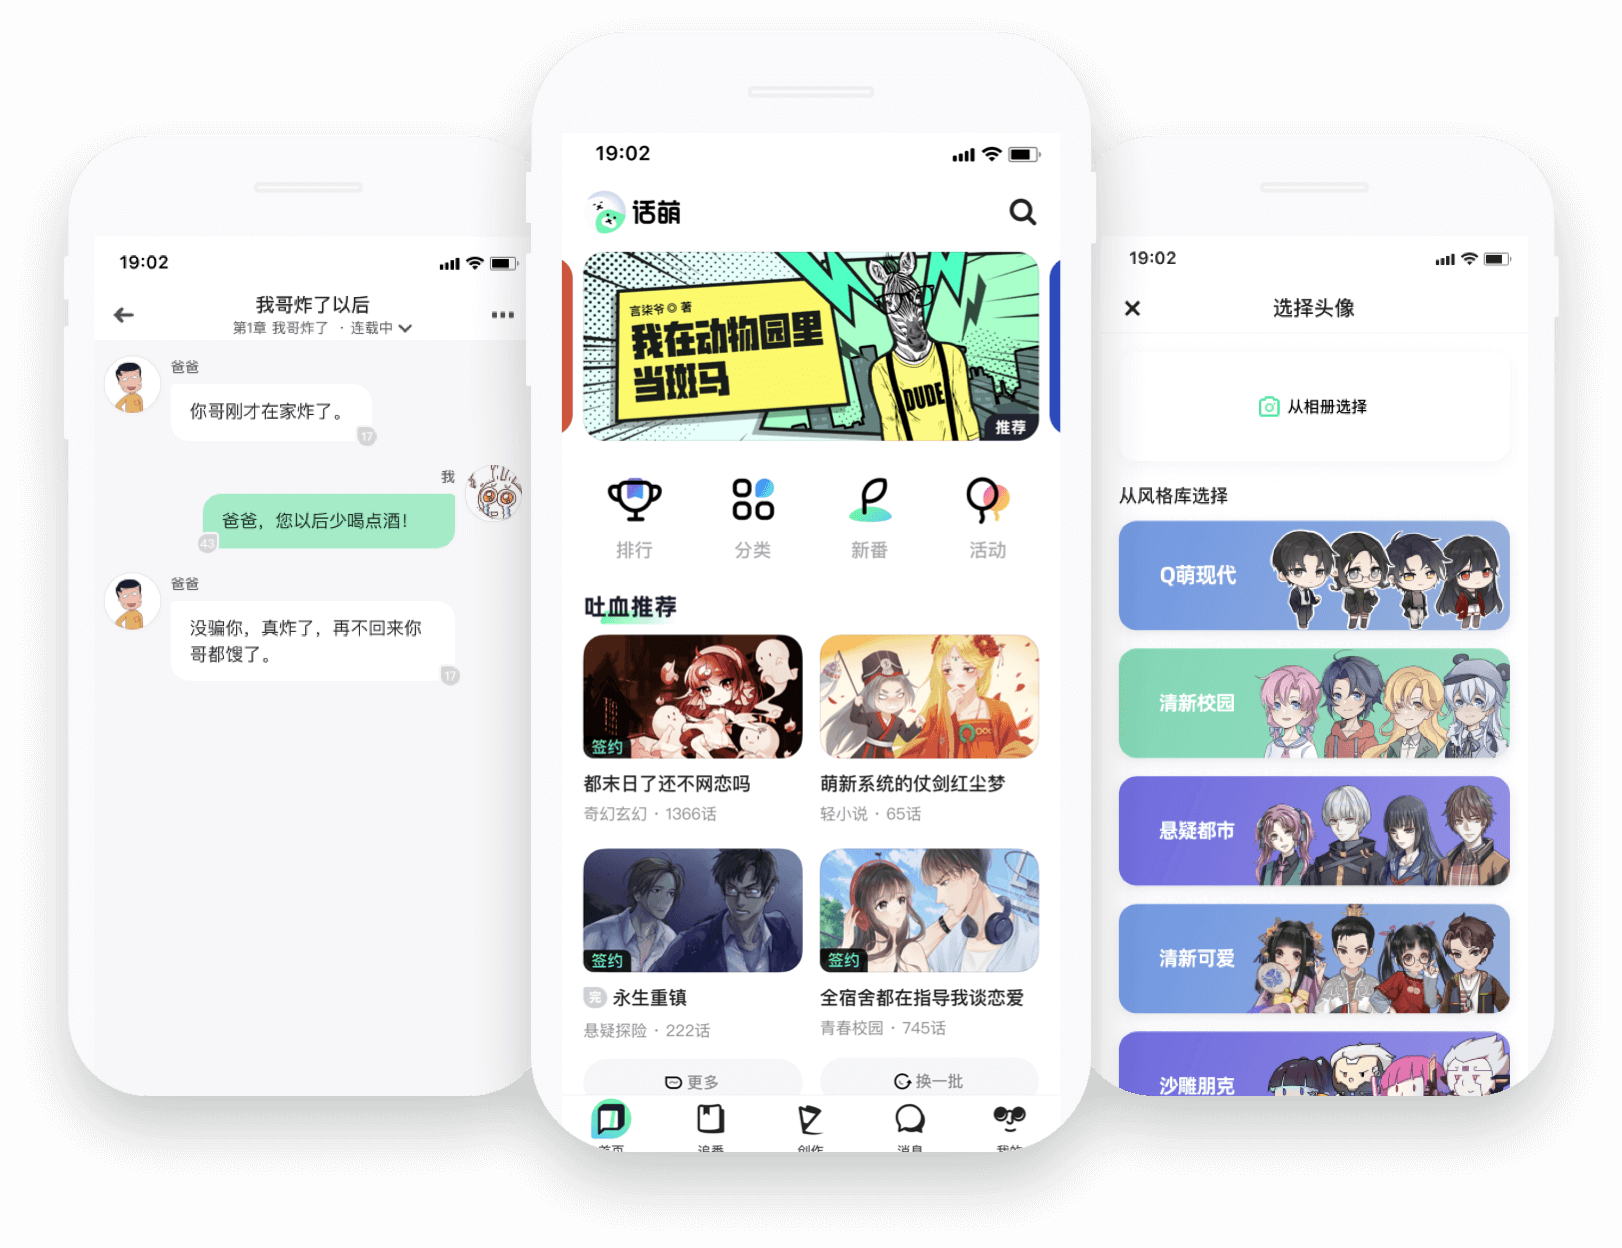 19:02
我哥炸了以后
第1章 我哥炸了 · 连载中
爸爸
你哥刚才在家炸了。
17
我
爸爸，您以后少喝点酒！
43
爸爸
没骗你，真炸了，再不回来你
哥都馊了。
17
19:02
话萌
言柒爷◎著
我在动物园里
当斑马
DUDE
推荐
排行
分类
新番
活动
吐血推荐
签约
都末日了还不网恋吗
奇幻玄幻 · 1366话
萌新系统的仗剑红尘梦
轻小说 · 65话
签约
完 永生重镇
悬疑探险 · 222话
签约
全宿舍都在指导我谈恋爱
青春校园 · 745话
更多
换一批
首页
追番
创作
消息
我的
19:02
选择头像
从相册选择
从风格库选择
Q萌现代
清新校园
悬疑都市
清新可爱
沙雕朋克